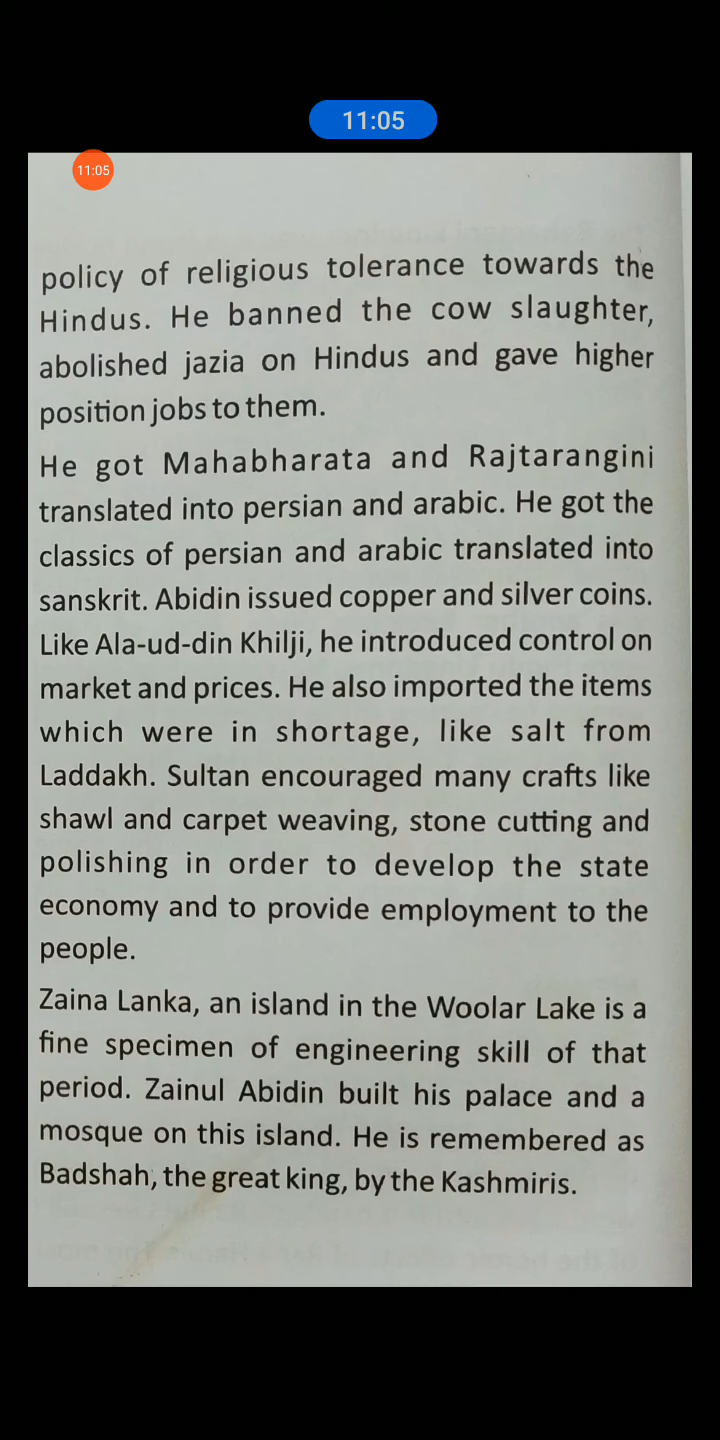 11:05
11:05
policy of religious tolerance towards the
Hindus. He banned the cow slaughter,
abolished jazia on Hindus and gave higher
position jobs to them.
He got Mahabharata and Rajtarangini
translated into persian and arabic. He got the
classics of persian and arabic translated into
sanskrit. Abidin issued copper and silver coins.
Like Ala-ud-din Khilji, he introduced control on
market and prices. He also imported the items
which were in shortage, like salt from
Laddakh. Sultan encouraged many crafts like
shawl and carpet weaving, stone cutting and
polishing in order to develop the state
economy and to provide employment to the
people.
Zaina Lanka, an island in the Woolar Lake is a
fine specimen of engineering skill of that
period. Zainul Abidin built his palace and a
mosque on this island. He is remembered as
Badshah, the great king, by the Kashmiris.